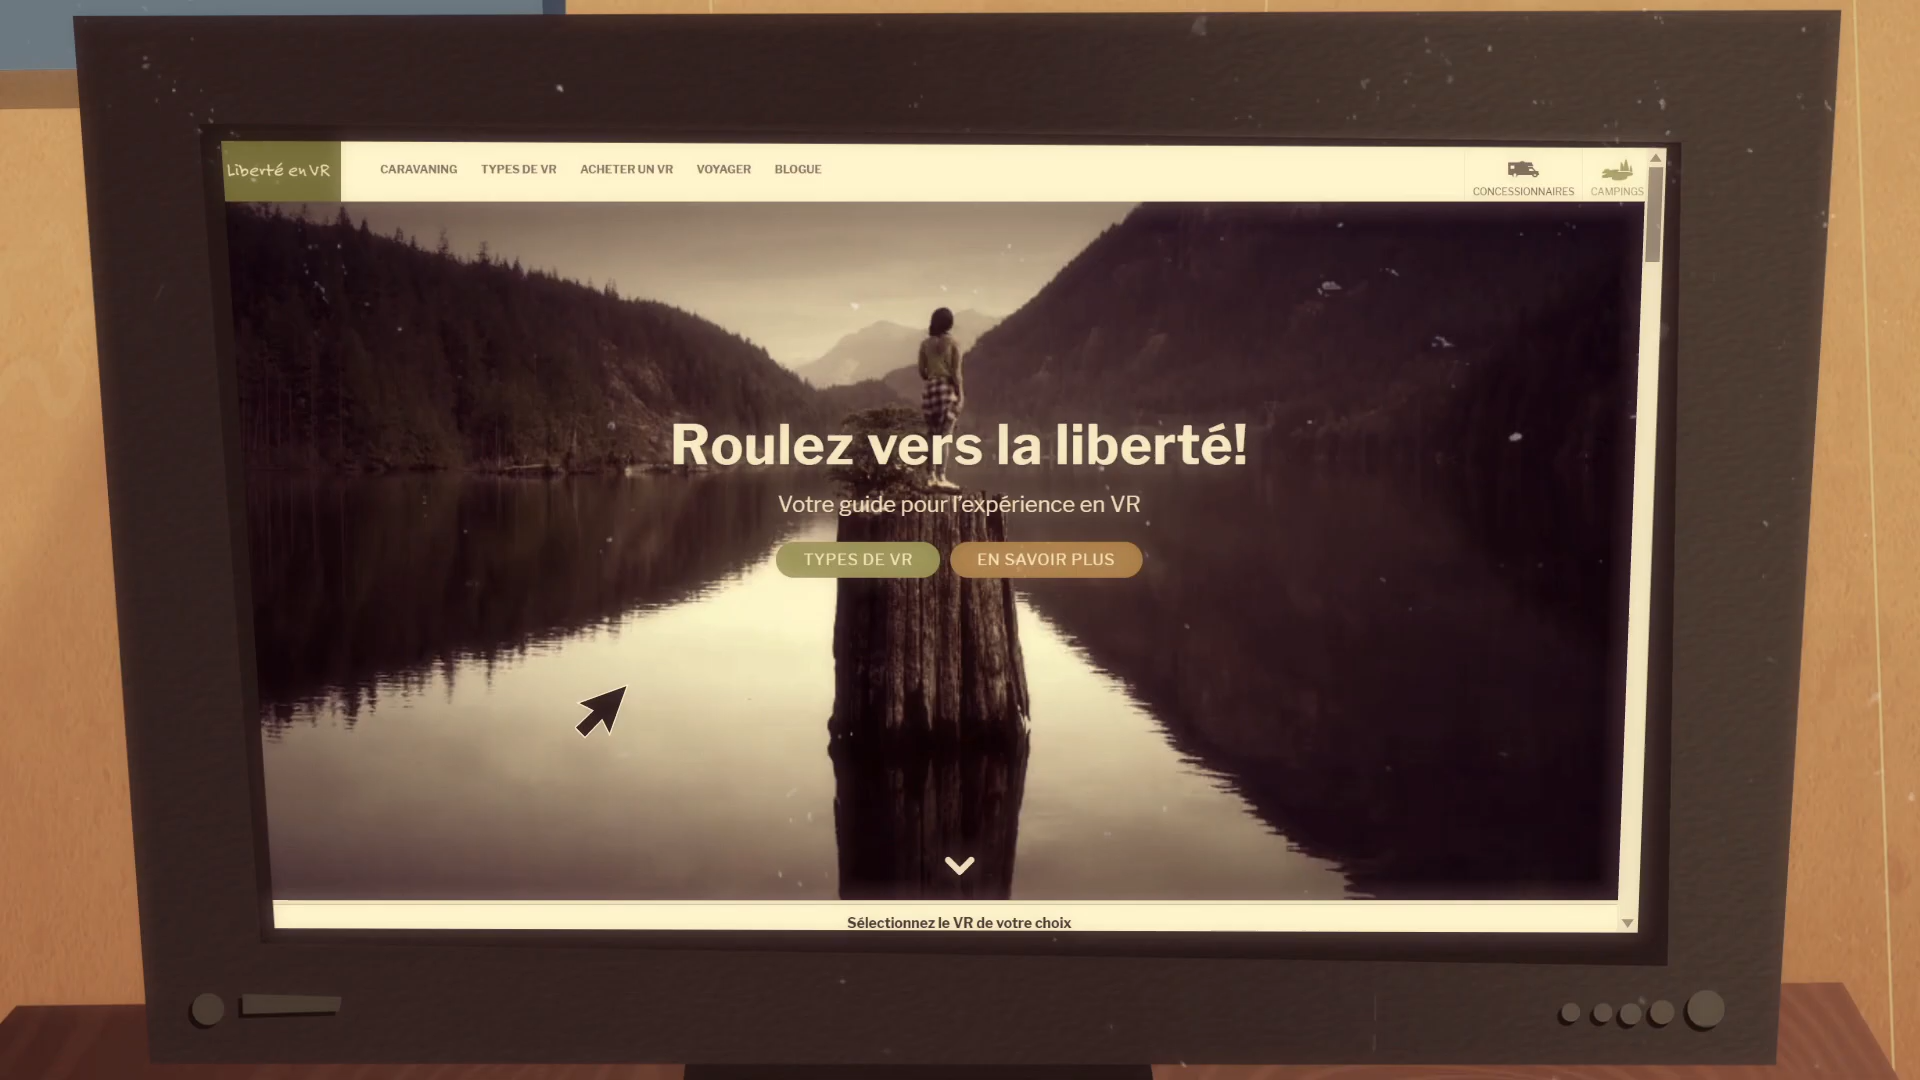 Liberté en VR
CARAVANING TYPES DE VR ACHETER UN VR VOYAGER BLOGUE
CONCESSIONNAIRES CAMPINGS
Roulez vers la liberté!
Votre guide pour l'expérience en VR
TYPES DE VR EN SAVOIR PLUS
Sélectionnez le VR de votre choix